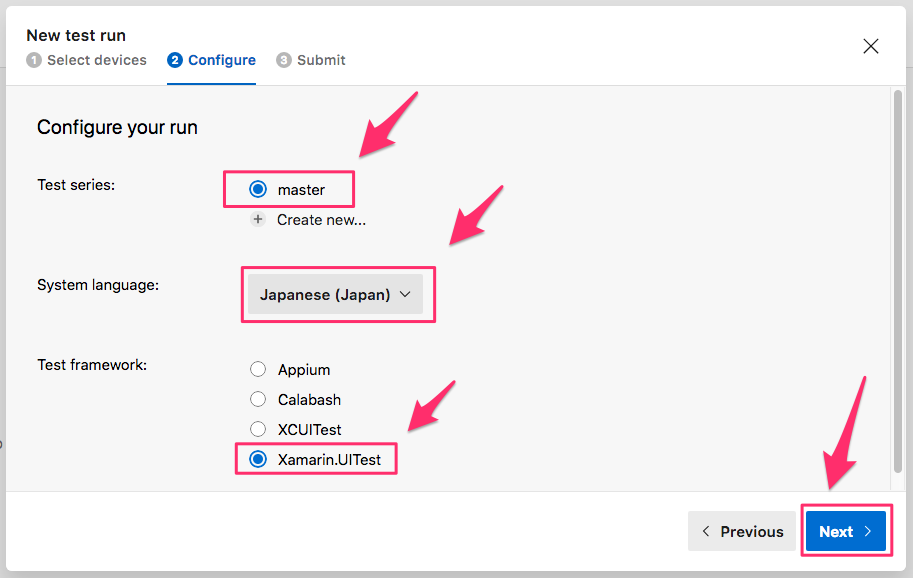 New test run
1 Select devices 2 Configure 3 Submit
Configure your run
Test series:
master
+ Create new...
System language:
Japanese (Japan)
Test framework:
Appium
Calabash
XCUITest
Xamarin.UITest
Previous Next